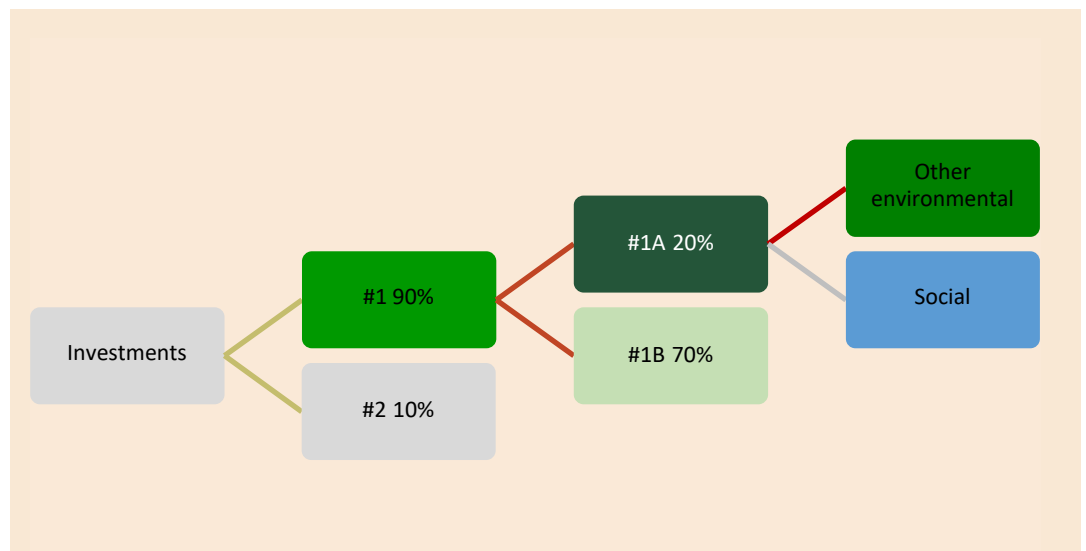 Investments
#1 90%
#2 10%
#1A 20%
#1B 70%
Other
environmental
Social